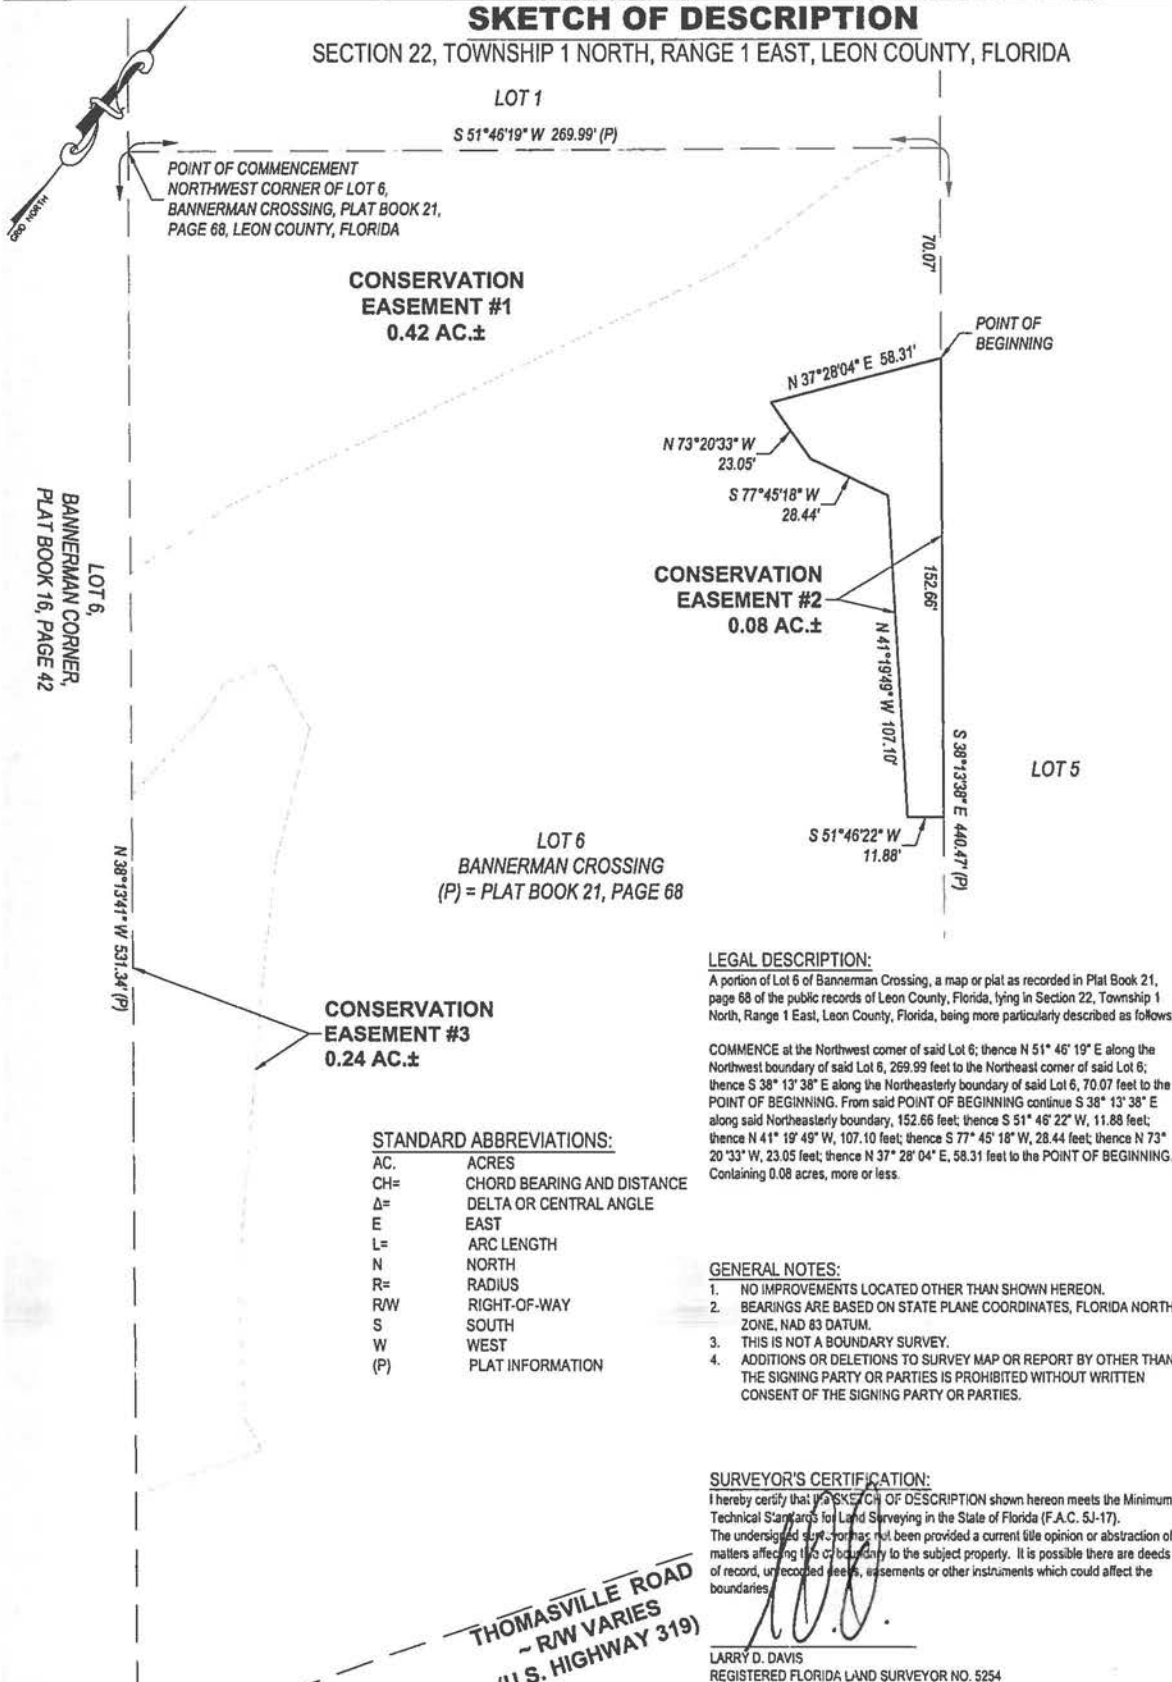 SKETCH OF DESCRIPTION
SECTION 22, TOWNSHIP 1 NORTH, RANGE 1 EAST, LEON COUNTY, FLORIDA
LOT 1
S 51°46'19" W 269.99' (P)
GRID NORTH
POINT OF COMMENCEMENT
NORTHWEST CORNER OF LOT 6,
BANNERMAN CROSSING, PLAT BOOK 21,
PAGE 68, LEON COUNTY, FLORIDA
CONSERVATION
EASEMENT #1
0.42 AC.±
70.07'
POINT OF
BEGINNING
N 37°28'04" E 58.31'
N 73°20'33" W
23.05'
S 77°45'18" W
28.44'
CONSERVATION
EASEMENT #2
0.08 AC.±
152.66'
N 41°19'49" W 107.10'
S 38°13'38" E 440.47' (P)
LOT 5
S 51°46'22" W
11.88'
LOT 6,
BANNERMAN CORNER,
PLAT BOOK 16, PAGE 42
LOT 6
BANNERMAN CROSSING
(P) = PLAT BOOK 21, PAGE 68
N 38°13'41" W 531.34' (P)
CONSERVATION
EASEMENT #3
0.24 AC.±
STANDARD ABBREVIATIONS:
AC. ACRES
CH= CHORD BEARING AND DISTANCE
Δ= DELTA OR CENTRAL ANGLE
E EAST
L= ARC LENGTH
N NORTH
R= RADIUS
R/W RIGHT-OF-WAY
S SOUTH
W WEST
(P) PLAT INFORMATION
LEGAL DESCRIPTION:
A portion of Lot 6 of Bannerman Crossing, a map or plat as recorded in Plat Book 21,
page 68 of the public records of Leon County, Florida, lying in Section 22, Township 1
North, Range 1 East, Leon County, Florida, being more particularly described as follows
COMMENCE at the Northwest corner of said Lot 6; thence N 51° 46' 19" E along the
Northwest boundary of said Lot 6, 269.99 feet to the Northeast corner of said Lot 6;
thence S 38° 13' 38" E along the Northeasterly boundary of said Lot 6, 70.07 feet to the
POINT OF BEGINNING. From said POINT OF BEGINNING continue S 38° 13' 38" E
along said Northeasterly boundary, 152.66 feet; thence S 51° 46' 22" W, 11.88 feet;
thence N 41° 19' 49" W, 107.10 feet; thence S 77° 45' 18" W, 28.44 feet; thence N 73°
20 '33" W, 23.05 feet; thence N 37° 28' 04" E, 58.31 feet to the POINT OF BEGINNING.
Containing 0.08 acres, more or less.
GENERAL NOTES:
1. NO IMPROVEMENTS LOCATED OTHER THAN SHOWN HEREON.
2. BEARINGS ARE BASED ON STATE PLANE COORDINATES, FLORIDA NORTH
ZONE, NAD 83 DATUM.
3. THIS IS NOT A BOUNDARY SURVEY.
4. ADDITIONS OR DELETIONS TO SURVEY MAP OR REPORT BY OTHER THAN
THE SIGNING PARTY OR PARTIES IS PROHIBITED WITHOUT WRITTEN
CONSENT OF THE SIGNING PARTY OR PARTIES.
SURVEYOR'S CERTIFICATION:
I hereby certify that the SKETCH OF DESCRIPTION shown hereon meets the Minimum
Technical Standards for Land Surveying in the State of Florida (F.A.C. 5J-17).
The undersigned surveyor has not been provided a current title opinion or abstraction of
matters affecting title or boundary to the subject property. It is possible there are deeds
of record, unrecorded deeds, easements or other instruments which could affect the
boundaries.
THOMASVILLE ROAD
~ R/W VARIES
(U.S. HIGHWAY 319)
LARRY D. DAVIS
REGISTERED FLORIDA LAND SURVEYOR NO. 5254